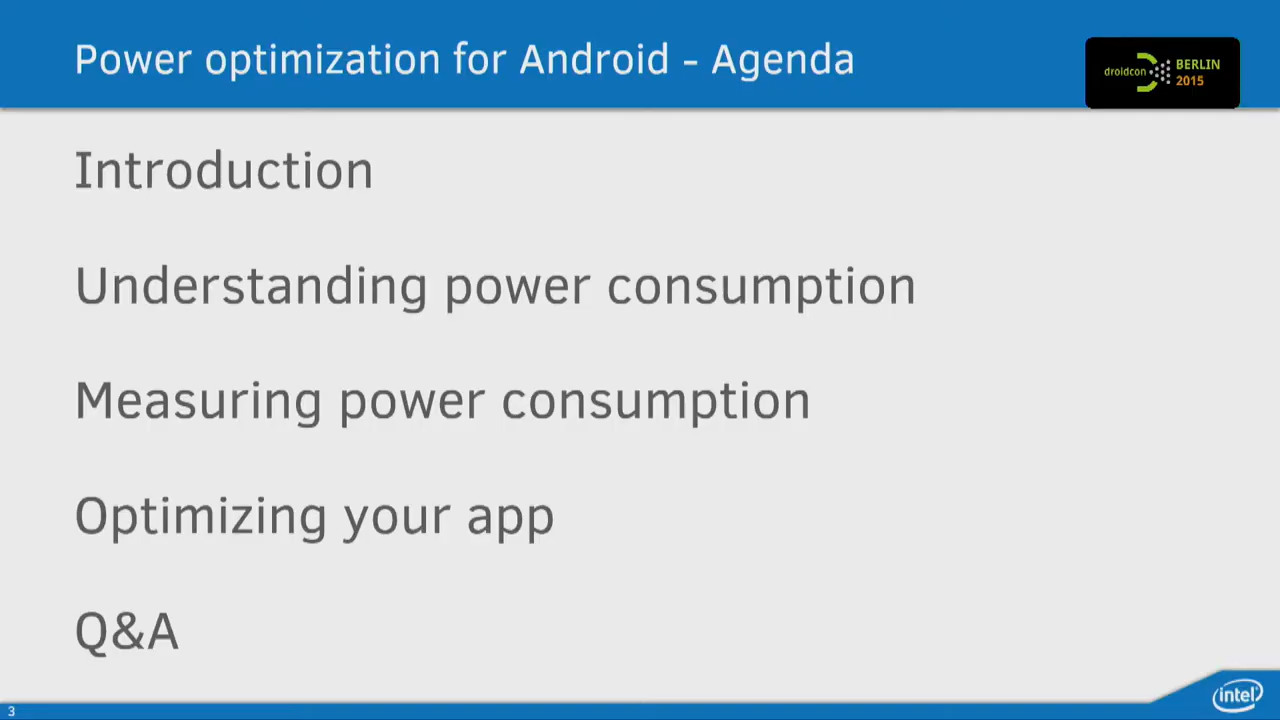 Power optimization for Android - Agenda
droidcon BERLIN
2015
Introduction
Understanding power consumption
Measuring power consumption
Optimizing your app
Q&A
3
intel